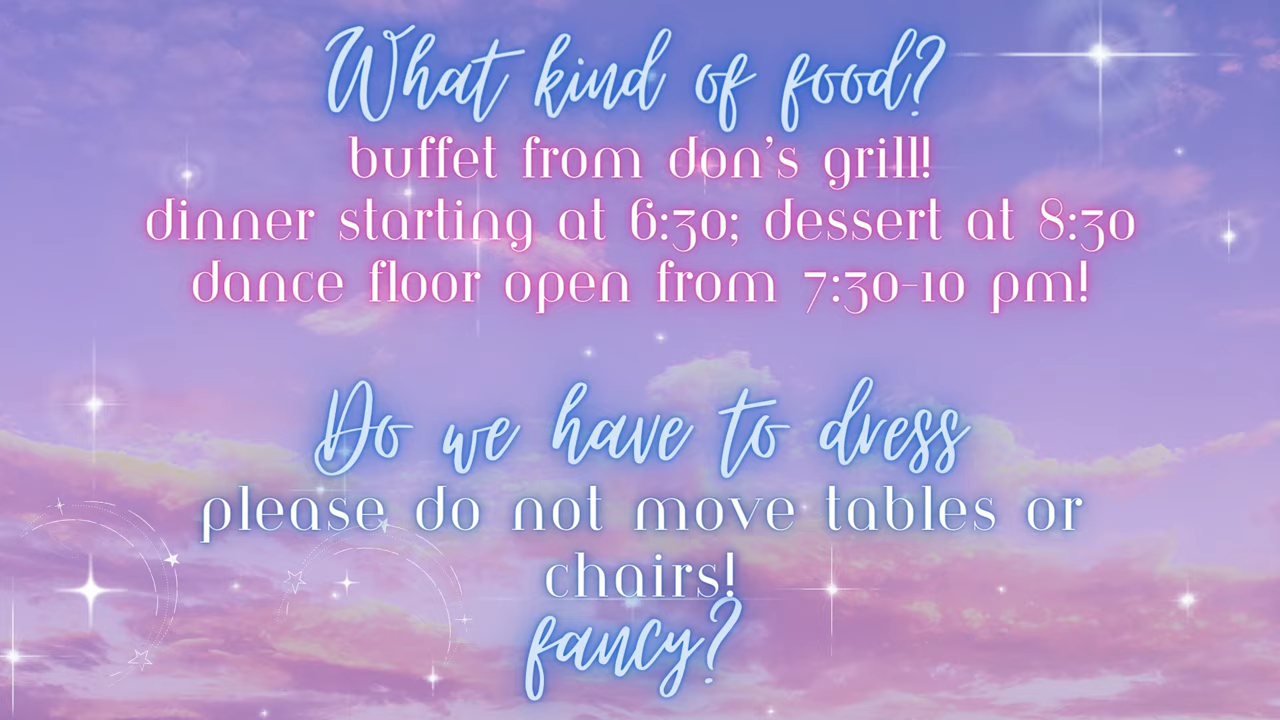 What kind of food?
buffet from don's grill!
dinner starting at 6:30; dessert at 8:30
dance floor open from 7:30-10 pm!
Do we have to dress
please do not move tables or
chairs!
fancy?